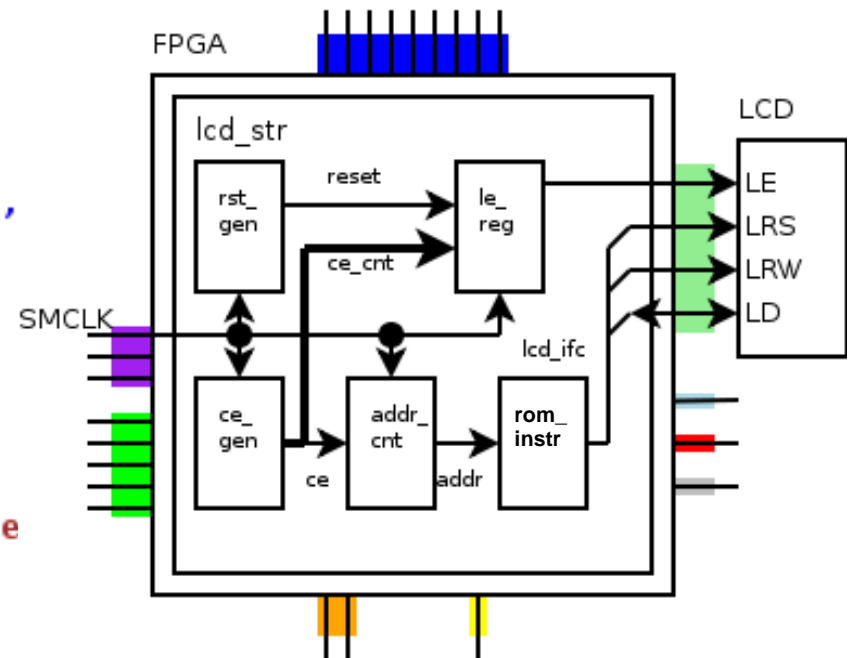 FPGA
LCD
lcd_str
reset
rst_
gen
le_
reg
LE
,
LRS
ce_cnt
LRW
SMCLK
LD
lcd_ifc
ce_
gen
addr_
cnt
rom_
instr
ce
addr
e